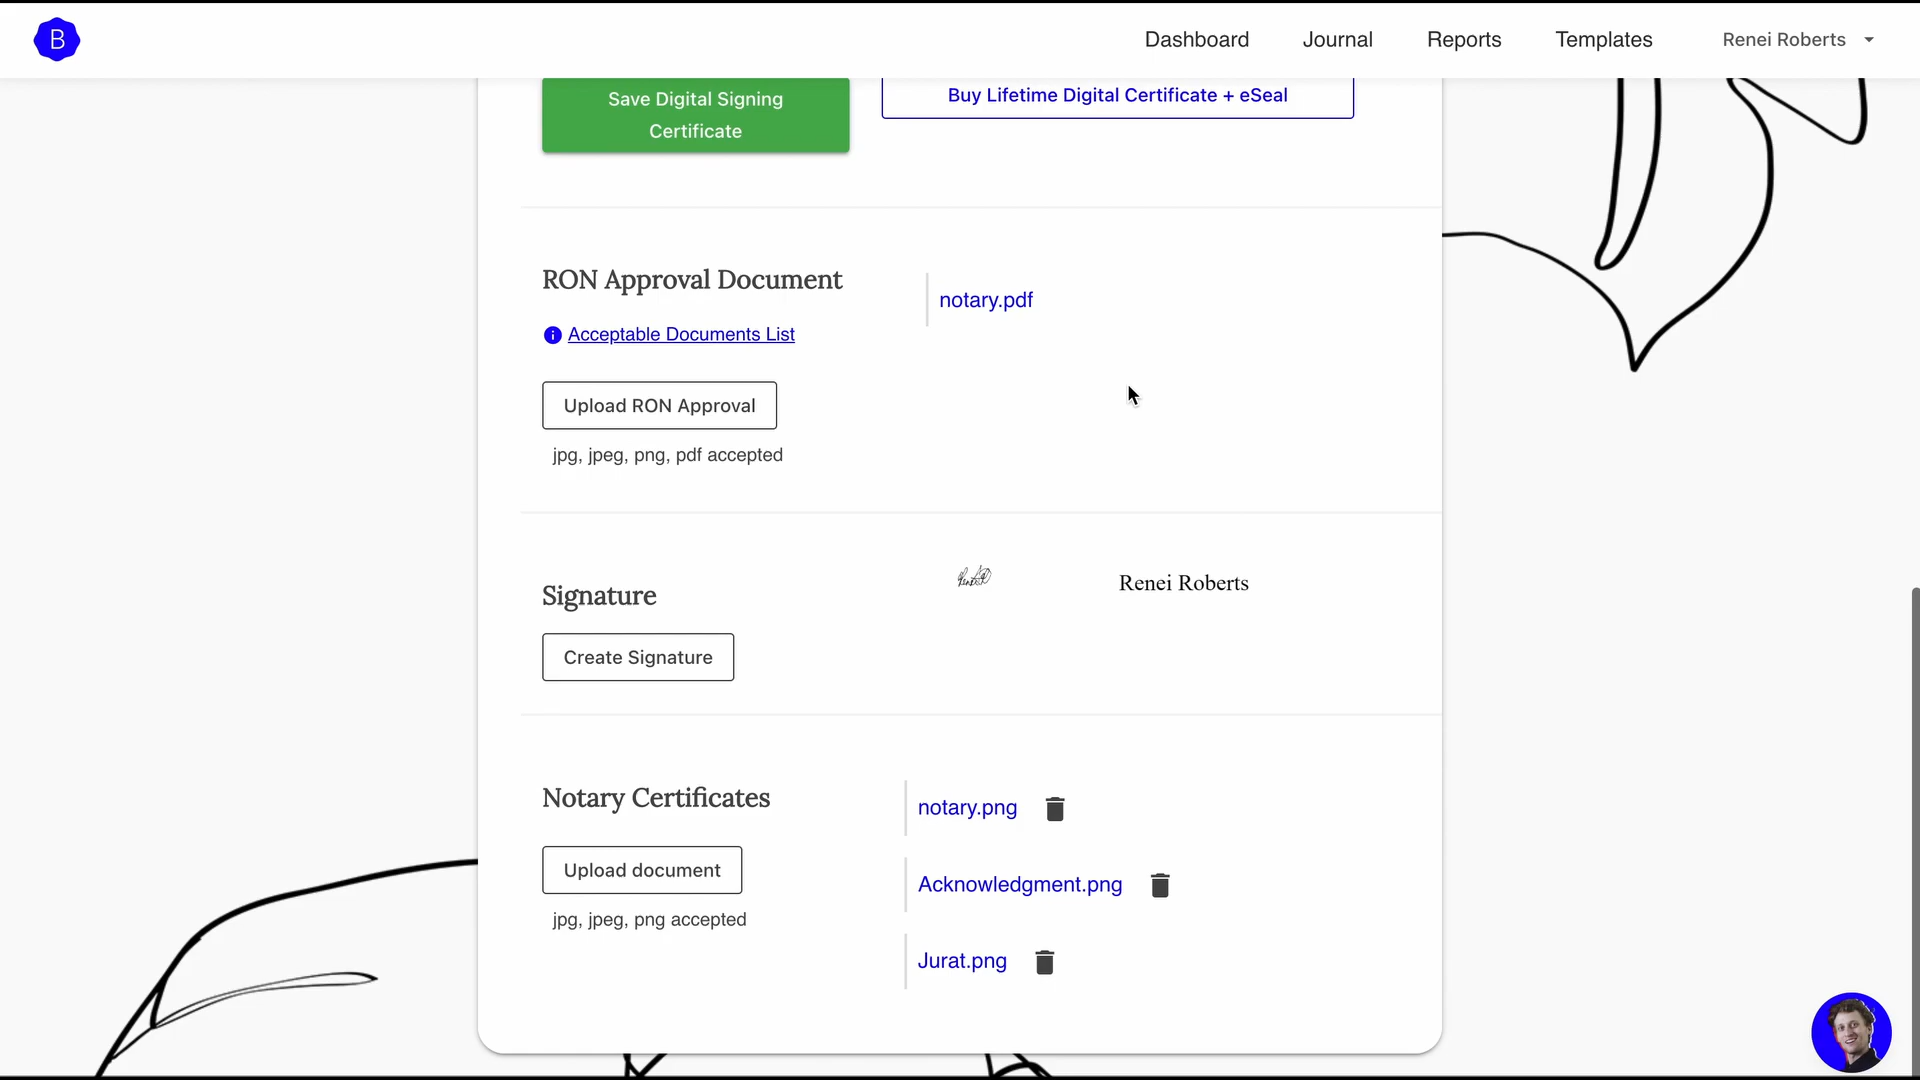 B
Dashboard
Journal
Reports
Templates
Renei Roberts
Save Digital Signing
Certificate
Buy Lifetime Digital Certificate + eSeal
RON Approval Document
notary.pdf
Acceptable Documents List
Upload RON Approval
jpg, jpeg, png, pdf accepted
Signature
Renei Roberts
Create Signature
Notary Certificates
notary.png
Upload document
Acknowledgment.png
jpg, jpeg, png accepted
Jurat.png